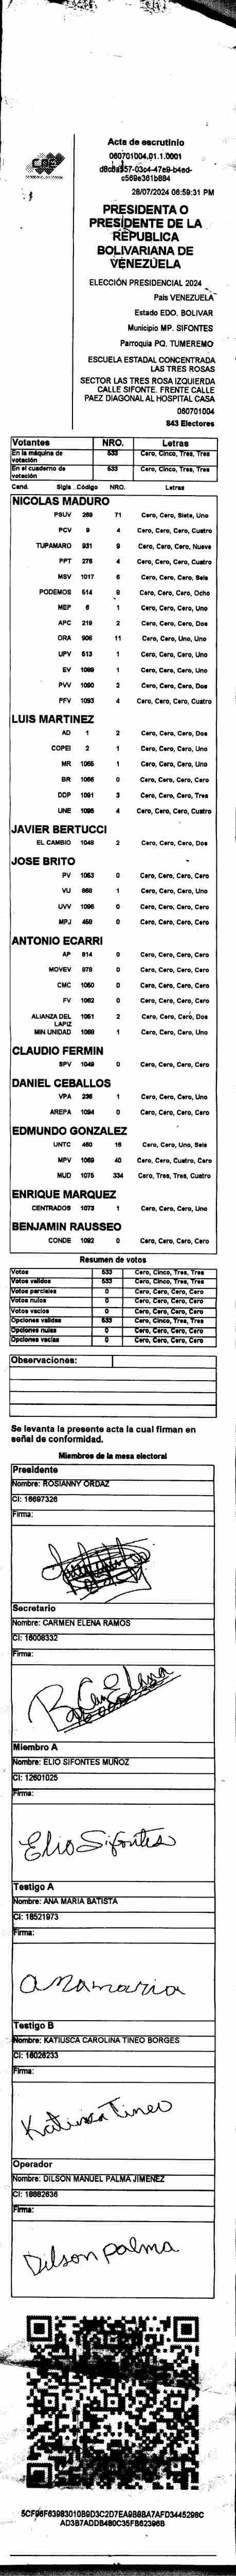 CNE
Acta de escrutinio
060701004.01.1.0001
d8c8a357-03c4-47e9-b4ed-
c569e361b884
28/07/2024 06:59:31 PM
PRESIDENTA O
PRESIDENTE DE LA
REPUBLICA
BOLIVARIANA DE
VENEZUELA
ELECCIÓN PRESIDENCIAL 2024
Pais VENEZUELA
Estado EDO. BOLIVAR
Municipio MP. SIFONTES
Parroquia PQ. TUMEREMO
ESCUELA ESTADAL CONCENTRADA
LAS TRES ROSAS
SECTOR LAS TRES ROSA IZQUIERDA
CALLE SIFONTE. FRENTE CALLE
PAEZ DIAGONAL AL HOSPITAL CASA
060701004
843 Electores
Votantes NRO. Letras
En la máquina de votación 533 Cero, Cinco, Tres, Tres
En el cuaderno de votación 533 Cero, Cinco, Tres, Tres
Cand. Sigla Código NRO. Letras
NICOLAS MADURO
PSUV 269 71 Cero, Cero, Siete, Uno
PCV 9 4 Cero, Cero, Cero, Cuatro
TUPAMARO 931 9 Cero, Cero, Cero, Nueve
PPT 276 4 Cero, Cero, Cero, Cuatro
MSV 1017 6 Cero, Cero, Cero, Seis
PODEMOS 514 8 Cero, Cero, Cero, Ocho
MEP 6 1 Cero, Cero, Cero, Uno
APC 219 2 Cero, Cero, Cero, Dos
ORA 906 11 Cero, Cero, Uno, Uno
UPV 513 1 Cero, Cero, Cero, Uno
EV 1089 1 Cero, Cero, Cero, Uno
PVV 1090 2 Cero, Cero, Cero, Dos
PFV 1093 4 Cero, Cero, Cero, Cuatro
LUIS MARTINEZ
AD 1 2 Cero, Cero, Cero, Dos
COPEI 2 1 Cero, Cero, Cero, Uno
MR 1065 1 Cero, Cero, Cero, Uno
BR 1066 0 Cero, Cero, Cero, Cero
DDP 1091 3 Cero, Cero, Cero, Tres
UNE 1095 4 Cero, Cero, Cero, Cuatro
JAVIER BERTUCCI
EL CAMBIO 1048 2 Cero, Cero, Cero, Dos
JOSE BRITO
PV 1053 0 Cero, Cero, Cero, Cero
VU 868 1 Cero, Cero, Cero, Uno
UVV 1096 0 Cero, Cero, Cero, Cero
MPJ 458 0 Cero, Cero, Cero, Cero
ANTONIO ECARRI
AP 814 0 Cero, Cero, Cero, Cero
MOVEV 978 0 Cero, Cero, Cero, Cero
CMC 1050 0 Cero, Cero, Cero, Cero
FV 1062 0 Cero, Cero, Cero, Cero
ALIANZA DEL LAPIZ 1051 2 Cero, Cero, Cero, Dos
MIN UNIDAD 1068 1 Cero, Cero, Cero, Uno
CLAUDIO FERMIN
SPV 1049 0 Cero, Cero, Cero, Cero
DANIEL CEBALLOS
VPA 236 1 Cero, Cero, Cero, Uno
AREPA 1094 0 Cero, Cero, Cero, Cero
EDMUNDO GONZALEZ
UNTC 460 16 Cero, Cero, Uno, Seis
MPV 1069 40 Cero, Cero, Cuatro, Cero
MUD 1075 334 Cero, Tres, Tres, Cuatro
ENRIQUE MARQUEZ
CENTRADOS 1073 1 Cero, Cero, Cero, Uno
BENJAMIN RAUSSEO
CONDE 1092 0 Cero, Cero, Cero, Cero
Resumen de votos
Votos 533 Cero, Cinco, Tres, Tres
Votos validos 533 Cero, Cinco, Tres, Tres
Votos parciales 0 Cero, Cero, Cero, Cero
Votos nulos 0 Cero, Cero, Cero, Cero
Votos vacios 0 Cero, Cero, Cero, Cero
Opciones validas 533 Cero, Cinco, Tres, Tres
Opciones nulas 0 Cero, Cero, Cero, Cero
Opciones vacias 0 Cero, Cero, Cero, Cero
Observaciones:
Se levanta la presente acta la cual firman en
señal de conformidad.
Miembros de la mesa electoral
Presidente
Nombre: ROSIANNY ORDAZ
CI: 16697326
Firma:
Secretario
Nombre: CARMEN ELENA RAMOS
CI: 16008332
Firma:
Miembro A
Nombre: ELIO SIFONTES MUÑOZ
CI: 12601025
Firma:
Elio Sifontes
Testigo A
Nombre: ANA MARIA BATISTA
CI: 18521973
Firma:
anamaria
Testigo B
Nombre: KATIUSCA CAROLINA TINEO BORGES
CI: 16026233
Firma:
Katiusca Tineo
Operador
Nombre: DILSON MANUEL PALMA JIMENEZ
CI: 18882636
Firma:
Dilson palma
5CF96F63983010B9D3C2D7EA9B8BA7AFD3445298C
AD3B7ADDB480C35FB62396B